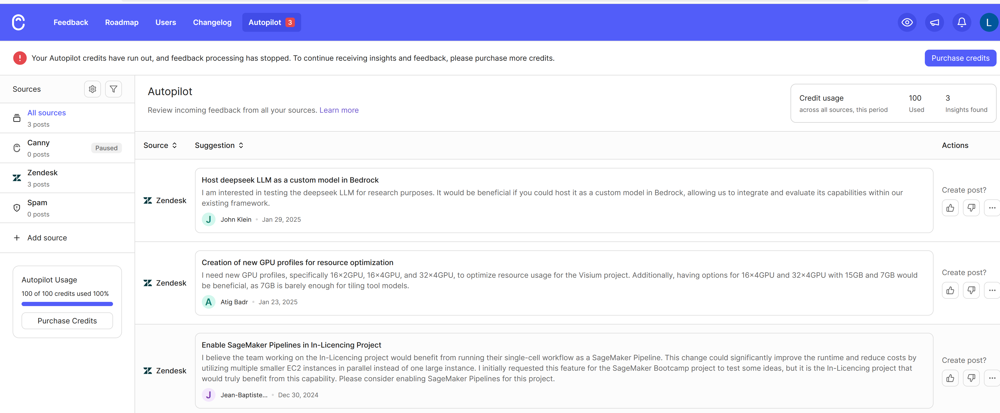 Feedback
Roadmap
Users
Changelog
Autopilot 3
L
Your Autopilot credits have run out, and feedback processing has stopped. To continue receiving insights and feedback, please purchase more credits.
Purchase credits
Sources
All sources
3 posts
Canny
0 posts
Paused
Zendesk
3 posts
Spam
0 posts
Add source
Autopilot Usage
100 of 100 credits used 100%
Purchase Credits
Autopilot
Review incoming feedback from all your sources. Learn more
Credit usage
across all sources, this period
100
Used
3
Insights found
Source
Suggestion
Actions
Zendesk
Host deepseek LLM as a custom model in Bedrock
I am interested in testing the deepseek LLM for research purposes. It would be beneficial if you could host it as a custom model in Bedrock, allowing us to integrate and evaluate its capabilities within our
existing framework.
J John Klein • Jan 29, 2025
Create post?
Zendesk
Creation of new GPU profiles for resource optimization
I need new GPU profiles, specifically 16×2GPU, 16×4GPU, and 32×4GPU, to optimize resource usage for the Visium project. Additionally, having options for 16×4GPU and 32×4GPU with 15GB and 7GB would
be beneficial, as 7GB is barely enough for tiling tool models.
A Atig Badr • Jan 23, 2025
Create post?
Zendesk
Enable SageMaker Pipelines in In-Licencing Project
I believe the team working on the In-Licencing project would benefit from running their single-cell workflow as a SageMaker Pipeline. This change could significantly improve the runtime and reduce costs by
utilizing multiple smaller EC2 instances in parallel instead of one large instance. I initially requested this feature for the SageMaker Bootcamp project to test some ideas, but it is the In-Licencing project that
would truly benefit from this capability. Please consider enabling SageMaker Pipelines for this project.
J Jean-Baptiste... • Dec 30, 2024
Create post?